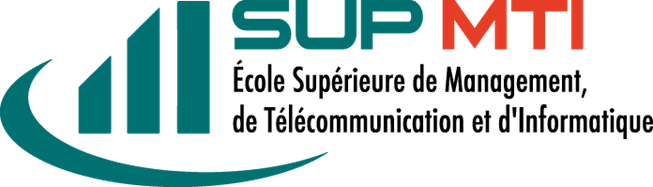 SUP MTI
École Supérieure de Management,
de Télécommunication et d'Informatique